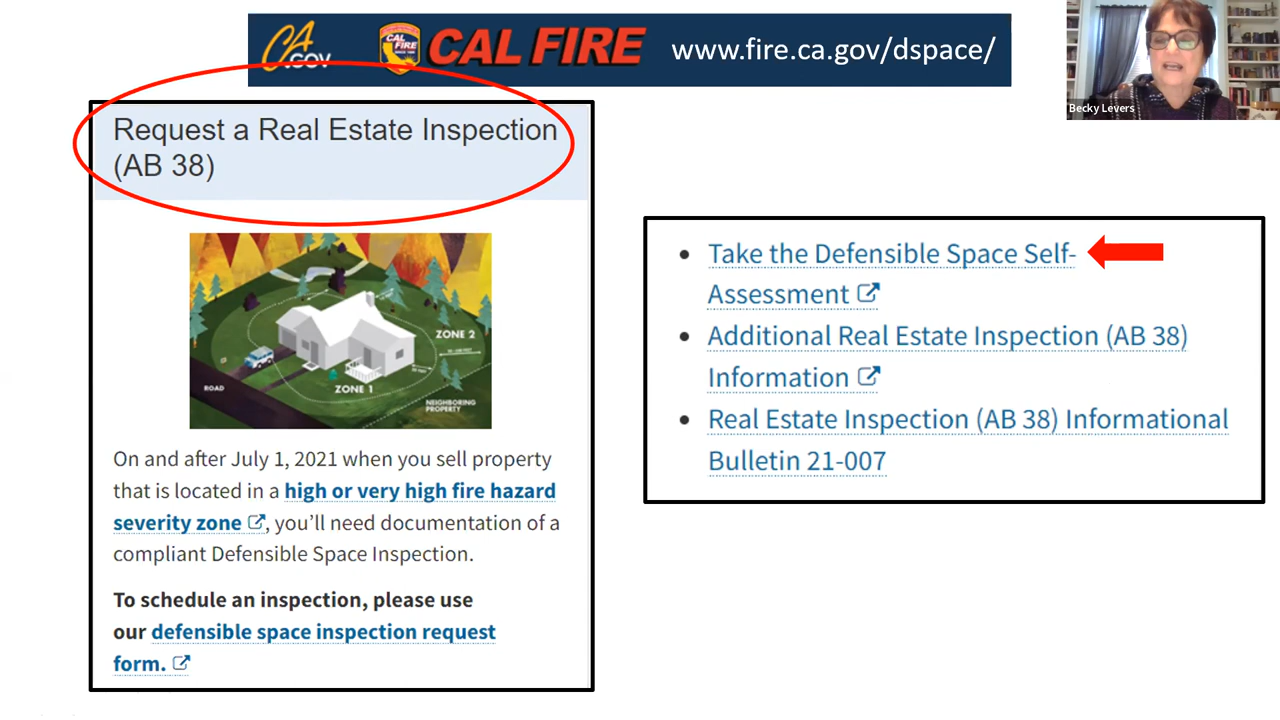 CA.GOV
CAL FIRE
CAL FIRE
www.fire.ca.gov/dspace/
Becky Levers
Request a Real Estate Inspection
(AB 38)
ZONE 2
ZONE 1
ROAD
NEIGHBORING
PROPERTY
On and after July 1, 2021 when you sell property
that is located in a high or very high fire hazard
severity zone, you’ll need documentation of a
compliant Defensible Space Inspection.
To schedule an inspection, please use
our defensible space inspection request
form.
• Take the Defensible Space Self-
Assessment
• Additional Real Estate Inspection (AB 38)
Information
• Real Estate Inspection (AB 38) Informational
Bulletin 21-007